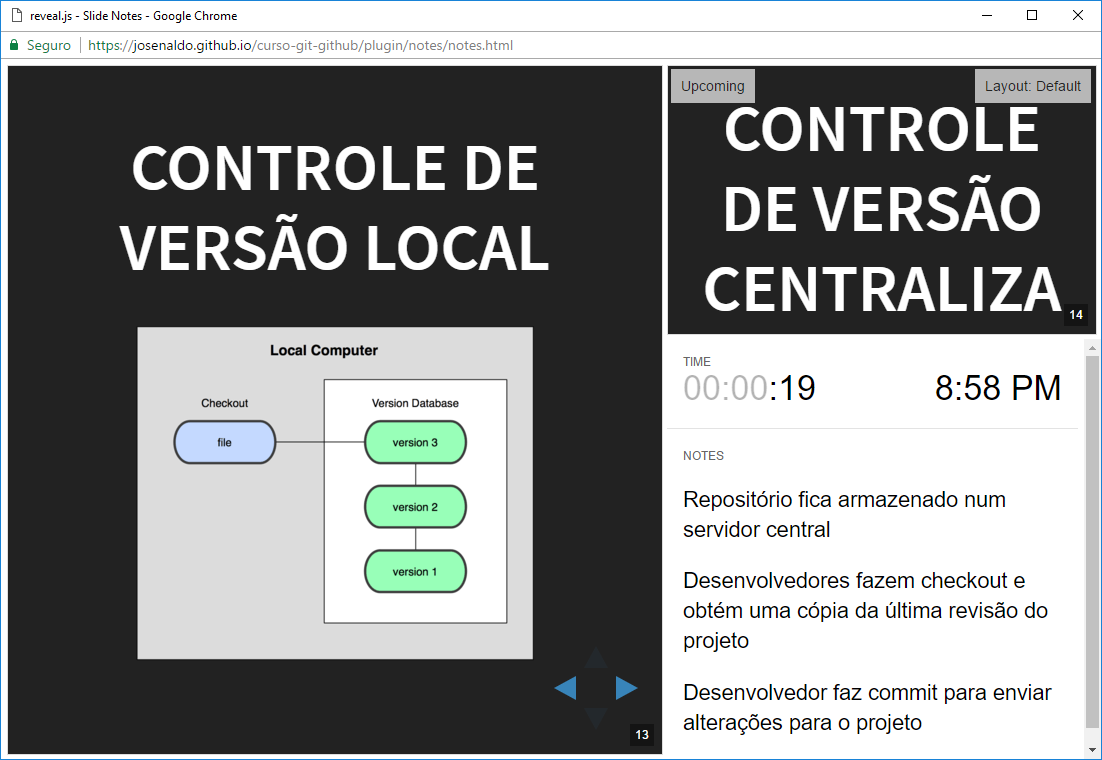 reveal.js - Slide Notes - Google Chrome
Seguro
https://josenaldo.github.io/curso-git-github/plugin/notes/notes.html
CONTROLE DE
VERSÃO LOCAL
Local Computer
Checkout
Version Database
file
version 3
version 2
version 1
13
Upcoming
Layout: Default
CONTROLE
DE VERSÃO
CENTRALIZA
14
TIME
00:00:19
8:58 PM
NOTES
Repositório fica armazenado num
servidor central
Desenvolvedores fazem checkout e
obtém uma cópia da última revisão do
projeto
Desenvolvedor faz commit para enviar
alterações para o projeto